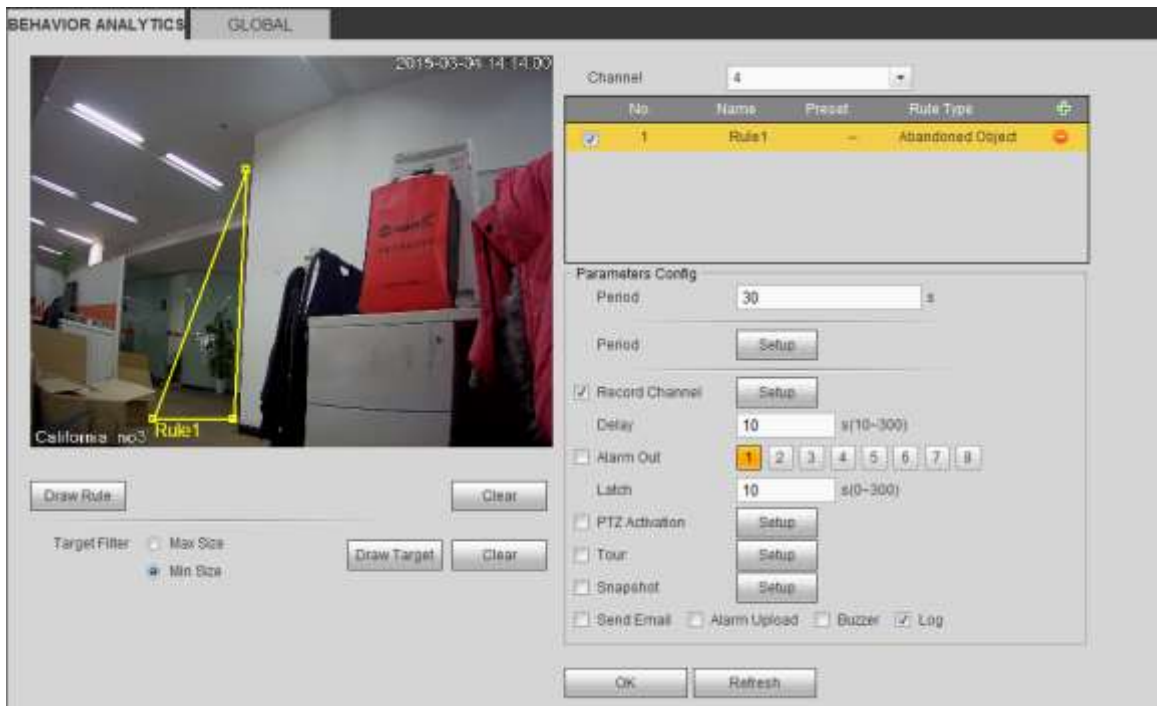 BEHAVIOR ANALYTICS GLOBAL
2015-03-04 14:14:00
California no3 Rule1
Draw Rule Clear
Target Filter Max Size
Min Size
Draw Target Clear
Channel 4
No. Name Preset Rule Type
1 Rule1 -- Abandoned Object
Parameters Config
Period 30 s
Period Setup
Record Channel Setup
Delay 10 s(10~300)
Alarm Out 1 2 3 4 5 6 7 8
Latch 10 s(0~300)
PTZ Activation Setup
Tour Setup
Snapshot Setup
Send Email Alarm Upload Buzzer Log
OK Refresh